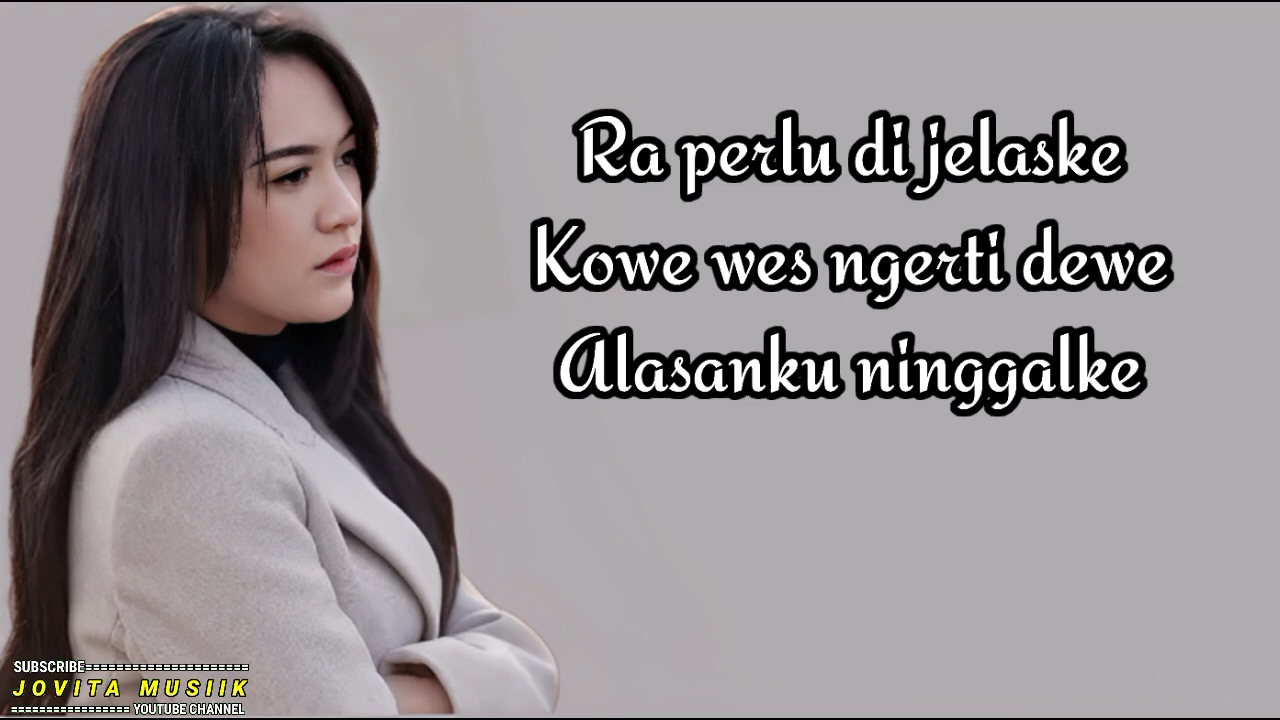 Ra perlu di jelaske
Kowe wes ngerti dewe
Alasanku ninggalke
SUBSCRIBE=====================
JOVITA MUSIIK
================= YOUTUBE CHANNEL